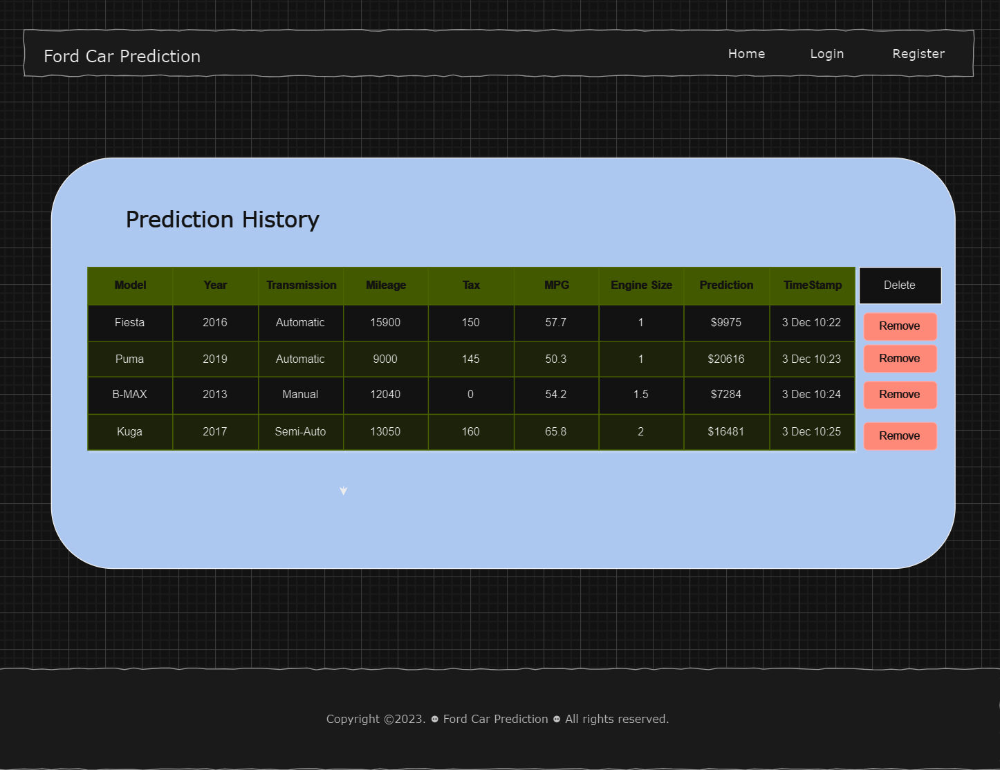 Ford Car Prediction Home Login Register
Prediction History
Model Year Transmission Mileage Tax MPG Engine Size Prediction TimeStamp Delete
Fiesta 2016 Automatic 15900 150 57.7 1 $9975 3 Dec 10:22 Remove
Puma 2019 Automatic 9000 145 50.3 1 $20616 3 Dec 10:23 Remove
B-MAX 2013 Manual 12040 0 54.2 1.5 $7284 3 Dec 10:24 Remove
Kuga 2017 Semi-Auto 13050 160 65.8 2 $16481 3 Dec 10:25 Remove
Copyright ©2023. ⚉ Ford Car Prediction ⚉ All rights reserved.